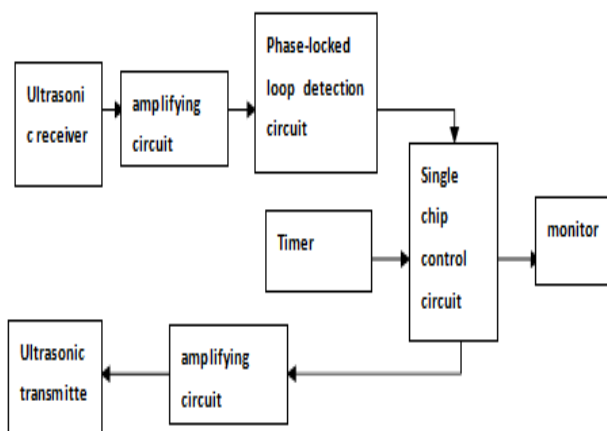 Phase-locked
loop detection
circuit
Ultrasoni
c receiver
amplifying
circuit
Single
chip
control
circuit
Timer
monitor
Ultrasonic
transmitte
amplifying
circuit